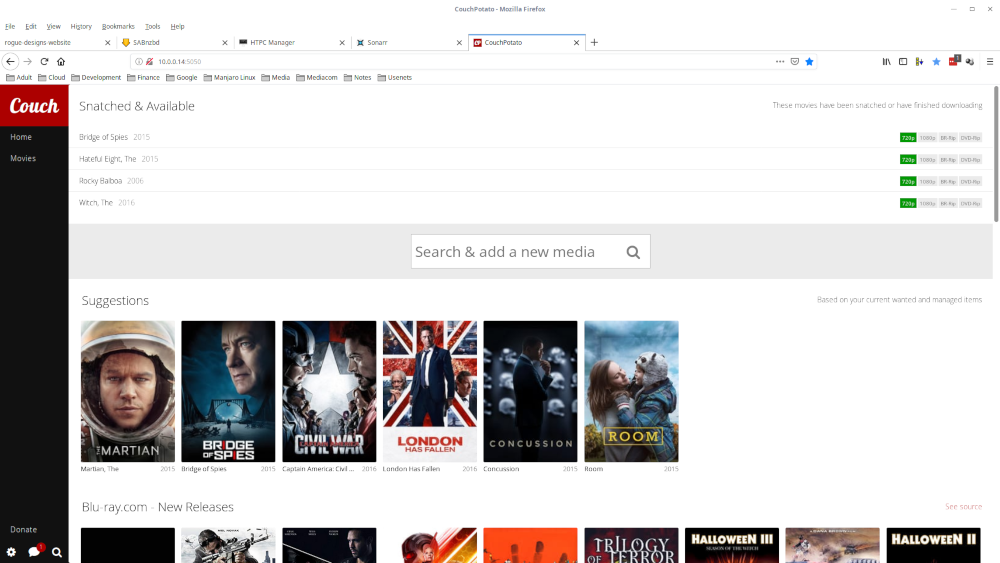 CouchPotato - Mozilla Firefox
File Edit View History Bookmarks Tools Help
rogue-designs-website SABnzbd HTPC Manager Sonarr CouchPotato
10.0.0.14:5050
Adult Cloud Development Finance Google Manjaro Linux Media Mediacom Notes Usenets
Couch
Home
Movies
Donate
Snatched & Available
These movies have been snatched or have finished downloading
Bridge of Spies 2015 720p 1080p BR-Rip DVD-Rip
Hateful Eight, The 2015 720p 1080p BR-Rip DVD-Rip
Rocky Balboa 2006 720p 1080p BR-Rip DVD-Rip
Witch, The 2016 720p 1080p BR-Rip DVD-Rip
Search & add a new media
Suggestions
Based on your current wanted and managed items
THE MARTIAN
BRIDGE OF SPIES
CAPTAIN AMERICA
CIVIL WAR
LONDON
HAS FALLEN
CONCUSSION
ROOM
Martian, The 2015
Bridge of Spies 2015
Captain America: Civil ... 2016
London Has Fallen 2016
Concussion 2015
Room 2015
Blu-ray.com - New Releases
See source
TRILOGY OF TERROR
HALLOWEEN III
SEASON OF THE WITCH
HALLOWEEN II